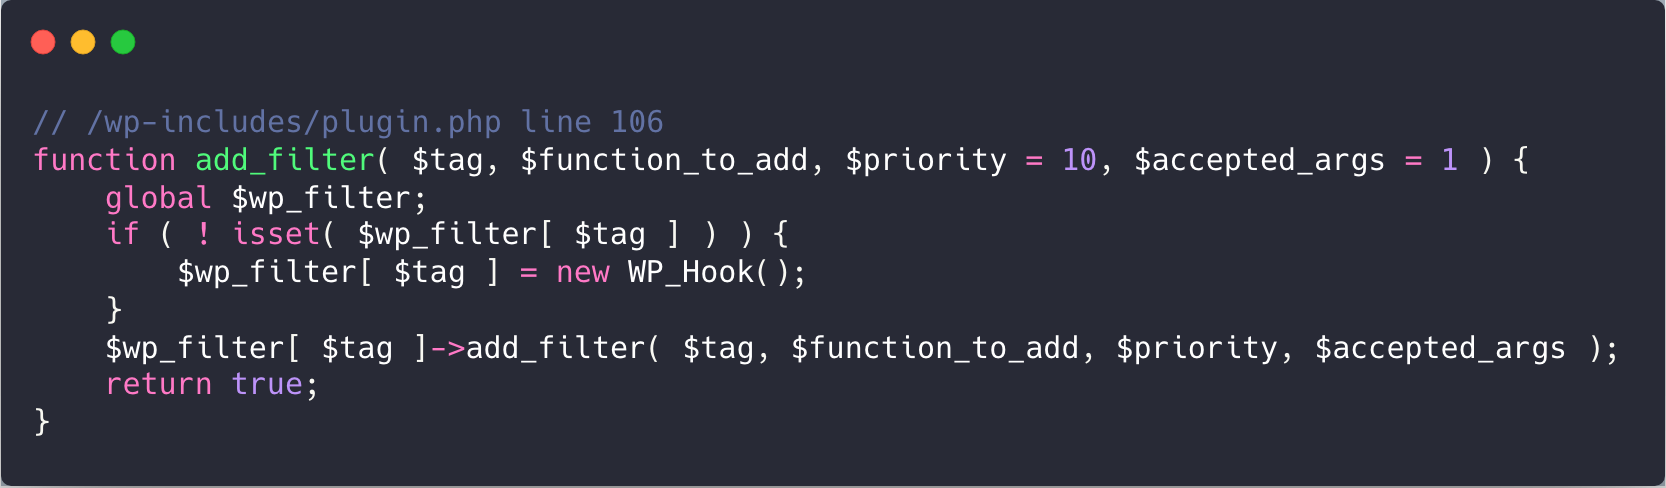 // /wp-includes/plugin.php line 106
function add_filter( $tag, $function_to_add, $priority = 10, $accepted_args = 1 ) {
    global $wp_filter;
    if ( ! isset( $wp_filter[ $tag ] ) ) {
        $wp_filter[ $tag ] = new WP_Hook();
    }
    $wp_filter[ $tag ]->add_filter( $tag, $function_to_add, $priority, $accepted_args );
    return true;
}